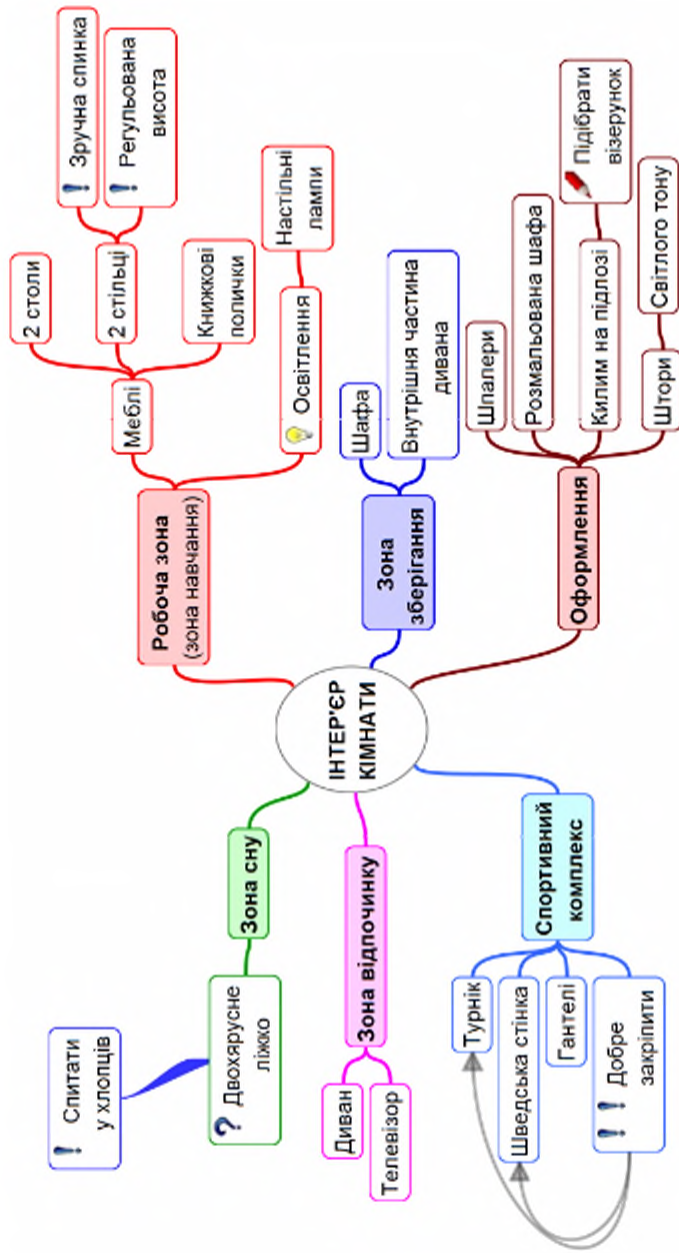 ІНТЕР'ЄР
КІМНАТИ
Робоча зона
(зона навчання)
Меблі
2 столи
2 стільці
Зручна спинка
Регульована
висота
Книжкові
полички
Освітлення
Настільні
лампи
Зона
зберігання
Шафа
Внутрішня частина
дивана
Оформлення
Шпалери
Розмальована шафа
Килим на підлозі
Підібрати
візерунок
Штори
Світлого тону
Зона сну
? Двохярусне
ліжко
! Спитати
у хлопців
Зона відпочинку
Диван
Телевізор
Спортивний
комплекс
Турнік
Шведська стінка
Гантелі
! ! Добре
закріпити